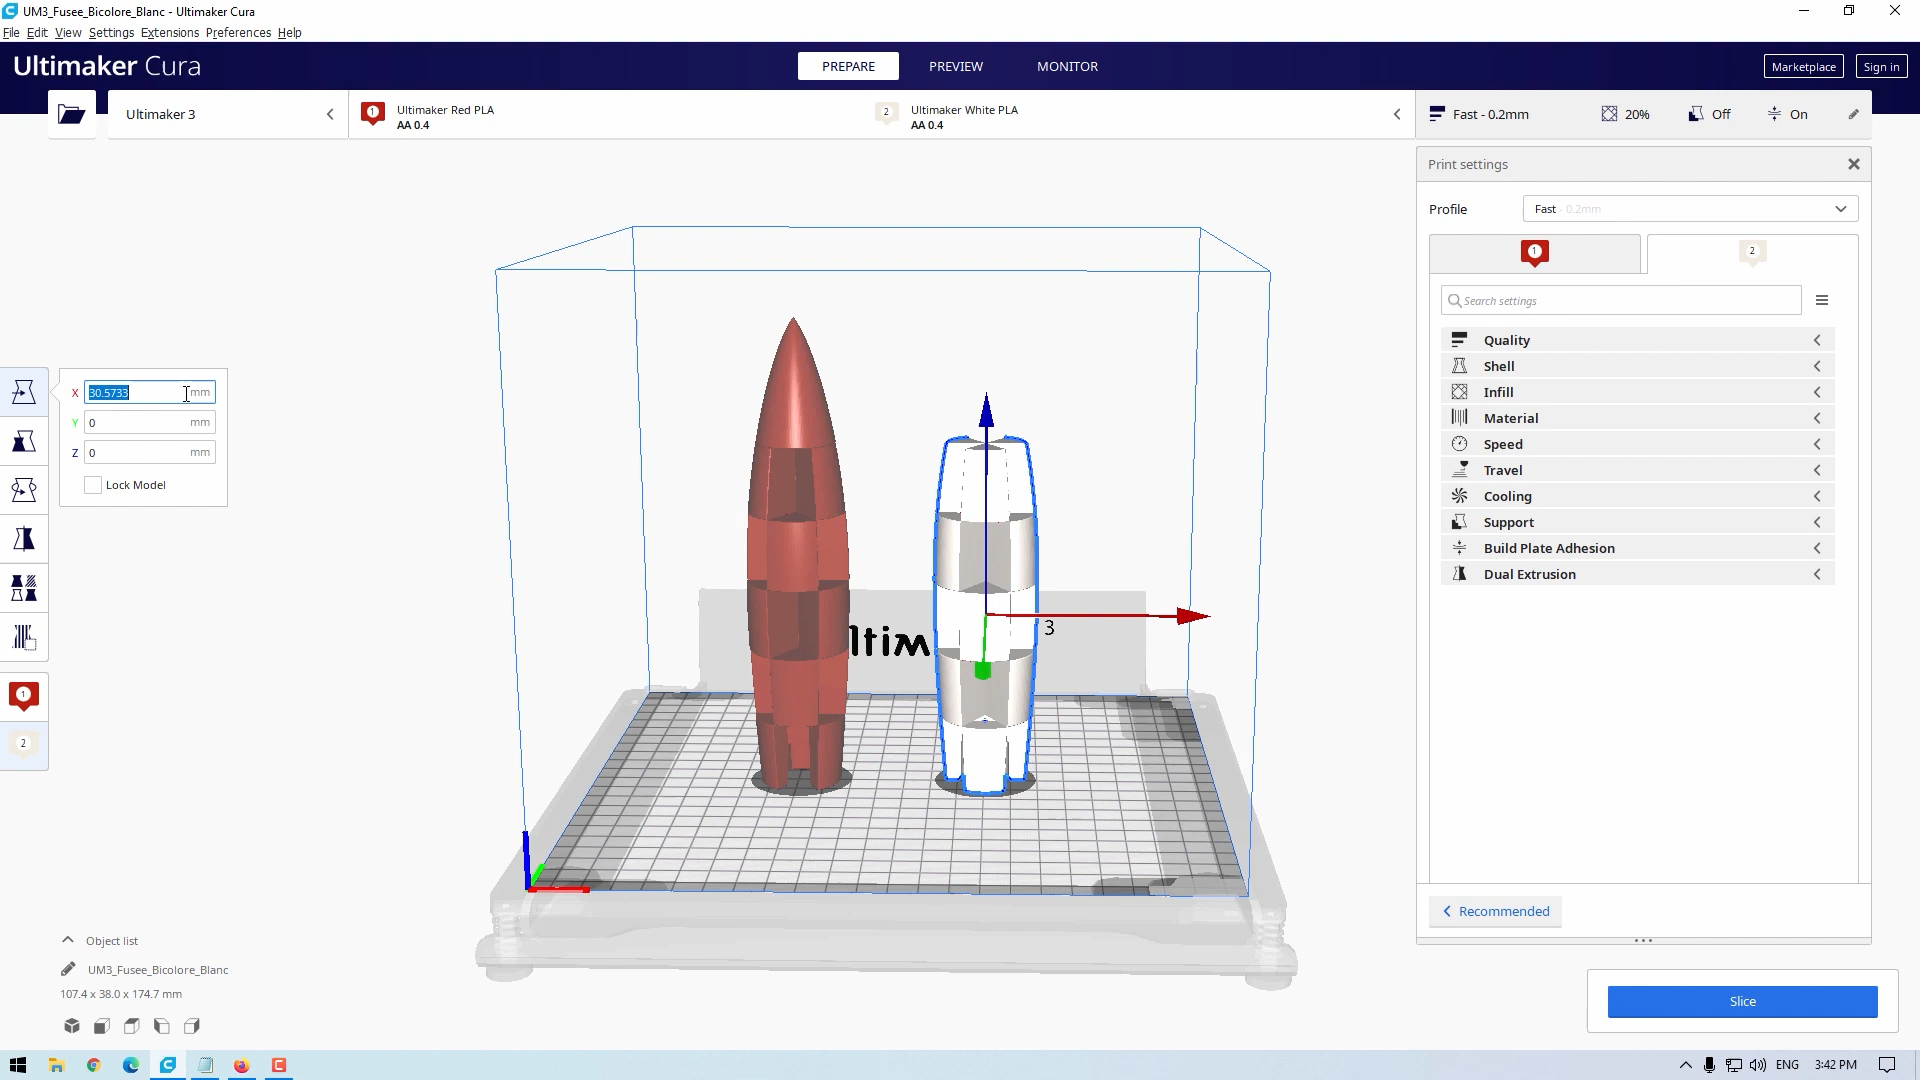 UM3_Fusee_Bicolore_Blanc - Ultimaker Cura
File Edit View Settings Extensions Preferences Help
Ultimaker Cura
PREPARE
PREVIEW
MONITOR
Marketplace
Sign in
Ultimaker 3
1
Ultimaker Red PLA
AA 0.4
2
Ultimaker White PLA
AA 0.4
Fast - 0.2mm
20%
Off
On
Print settings
Profile
Fast - 0.2mm
1
2
Search settings
Quality
Shell
Infill
Material
Speed
Travel
Cooling
Support
Build Plate Adhesion
Dual Extrusion
Recommended
X 30.5733 mm
Y 0 mm
Z 0 mm
Lock Model
1
2
ltim
3
Object list
UM3_Fusee_Bicolore_Blanc
107.4 x 38.0 x 174.7 mm
Slice
ENG
3:42 PM